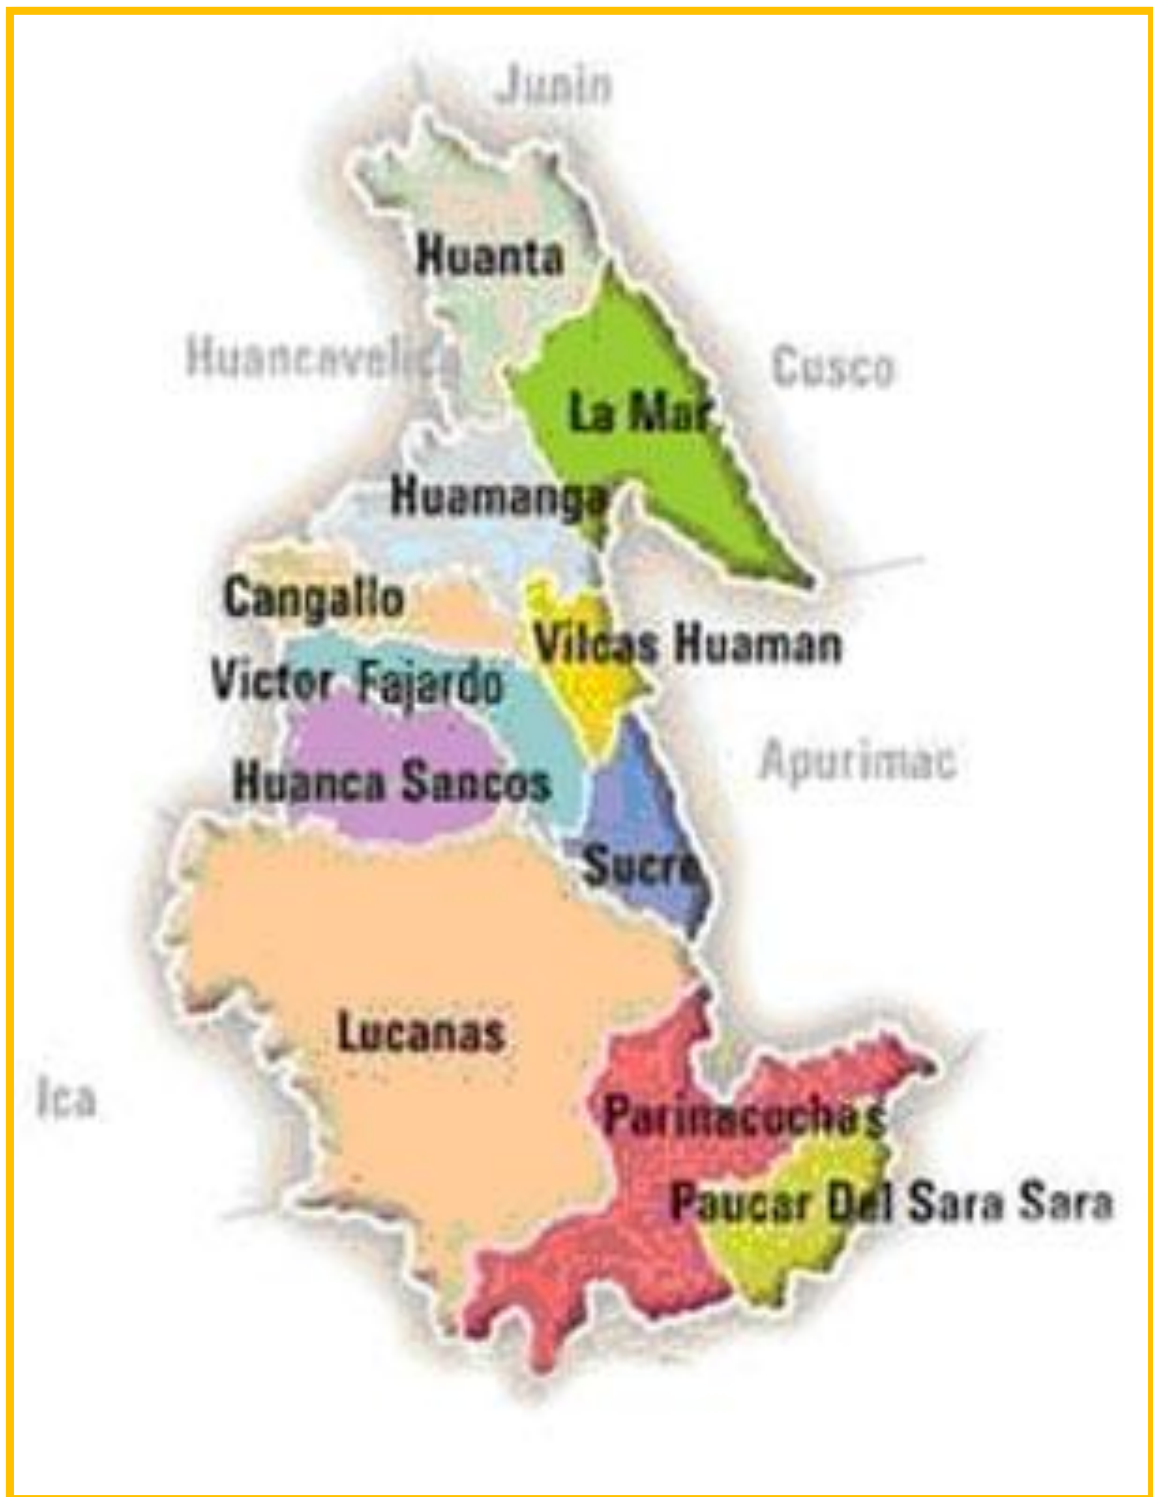 Junin
Huanta
Huancavelica
Cusco
La Mar
Huamanga
Cangallo
Vilcas Huaman
Victor Fajardo
Apurimac
Huanca Sancos
Sucre
Lucanas
Ica
Parinacochas
Paucar Del Sara Sara